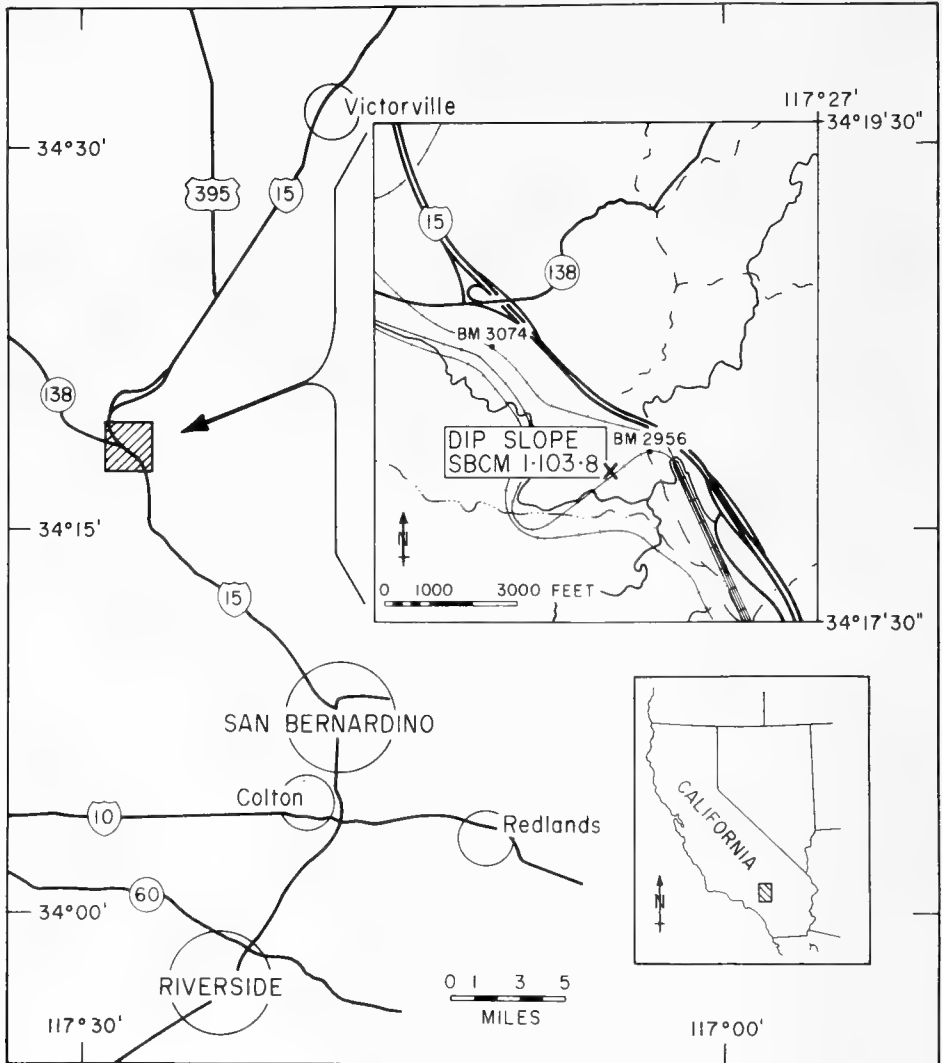 Victorville
117°27'
34°19'30"
34°30'
395
15
15
138
BM 3074
138
DIP SLOPE
SBCM 1·103·8
BM 2956
N
34°15'
0 1000 3000 FEET
34°17'30"
15
SAN BERNARDINO
Colton
10
Redlands
CALIFORNIA
N
60
34°00'
RIVERSIDE
0 1 3 5
MILES
117°30'
117°00'